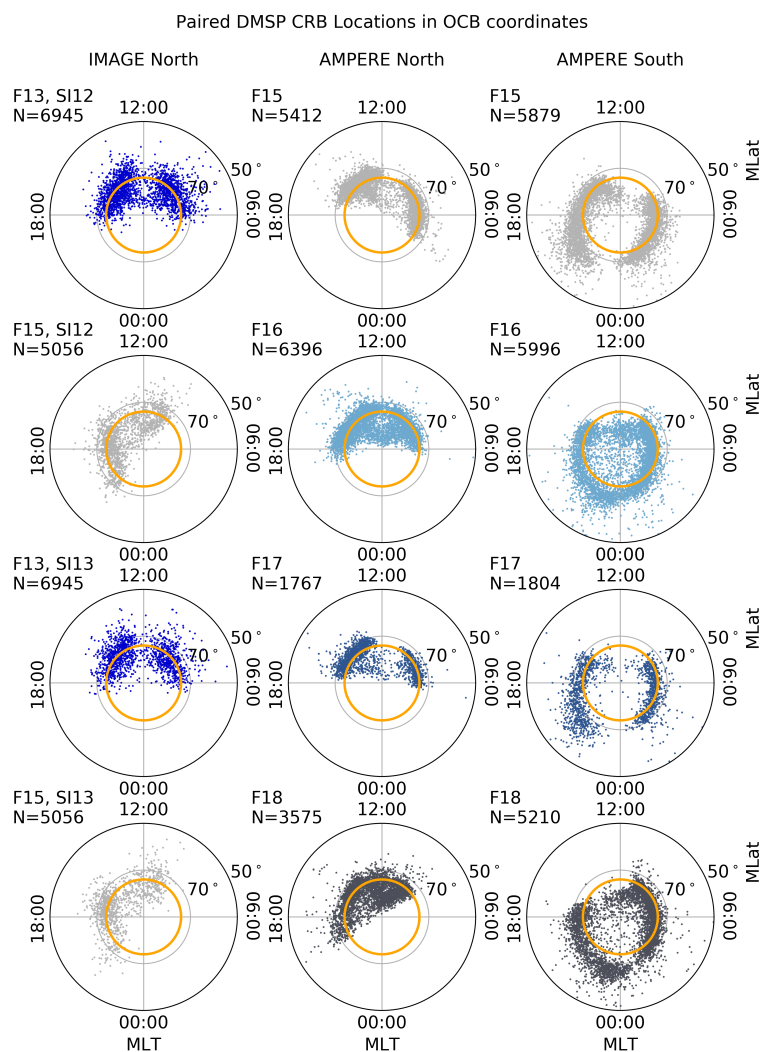 Paired DMSP CRB Locations in OCB coordinates
IMAGE North
AMPERE North
AMPERE South
F13, SI12
N=6945
12:00
50°
70°
18:00
06:00
00:00
F15
N=5412
12:00
50°
70°
18:00
06:00
00:00
F15
N=5879
12:00
50°
70°
18:00
06:00
00:00
MLat
F15, SI12
N=5056
12:00
50°
70°
18:00
06:00
00:00
F16
N=6396
12:00
50°
70°
18:00
06:00
00:00
F16
N=5996
12:00
50°
70°
18:00
06:00
00:00
MLat
F13, SI13
N=6945
12:00
50°
70°
18:00
06:00
00:00
F17
N=1767
12:00
50°
70°
18:00
06:00
00:00
F17
N=1804
12:00
50°
70°
18:00
06:00
00:00
MLat
F15, SI13
N=5056
12:00
50°
70°
18:00
06:00
00:00
MLT
F18
N=3575
12:00
50°
70°
18:00
06:00
00:00
MLT
F18
N=5210
12:00
50°
70°
18:00
06:00
00:00
MLT
MLat